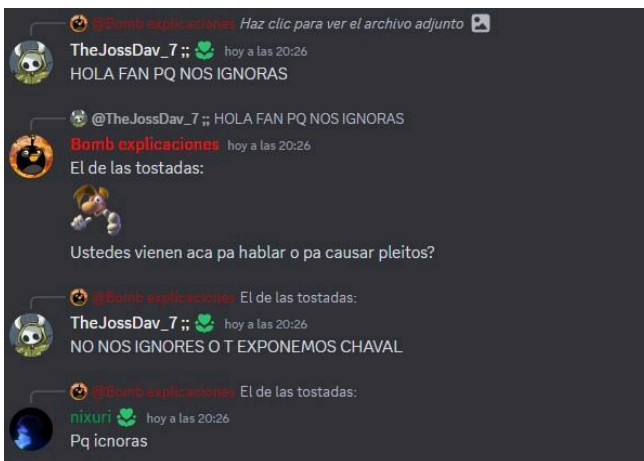 @Bomb explicaciones Haz clic para ver el archivo adjunto
TheJossDav_7 ;; hoy a las 20:26
HOLA FAN PQ NOS IGNORAS
@TheJossDav_7 ;; HOLA FAN PQ NOS IGNORAS
Bomb explicaciones hoy a las 20:26
El de las tostadas:
Ustedes vienen aca pa hablar o pa causar pleitos?
@Bomb explicaciones El de las tostadas:
TheJossDav_7 ;; hoy a las 20:26
NO NOS IGNORES O T EXPONEMOS CHAVAL
@Bomb explicaciones El de las tostadas:
nixuri hoy a las 20:26
Pq icnoras